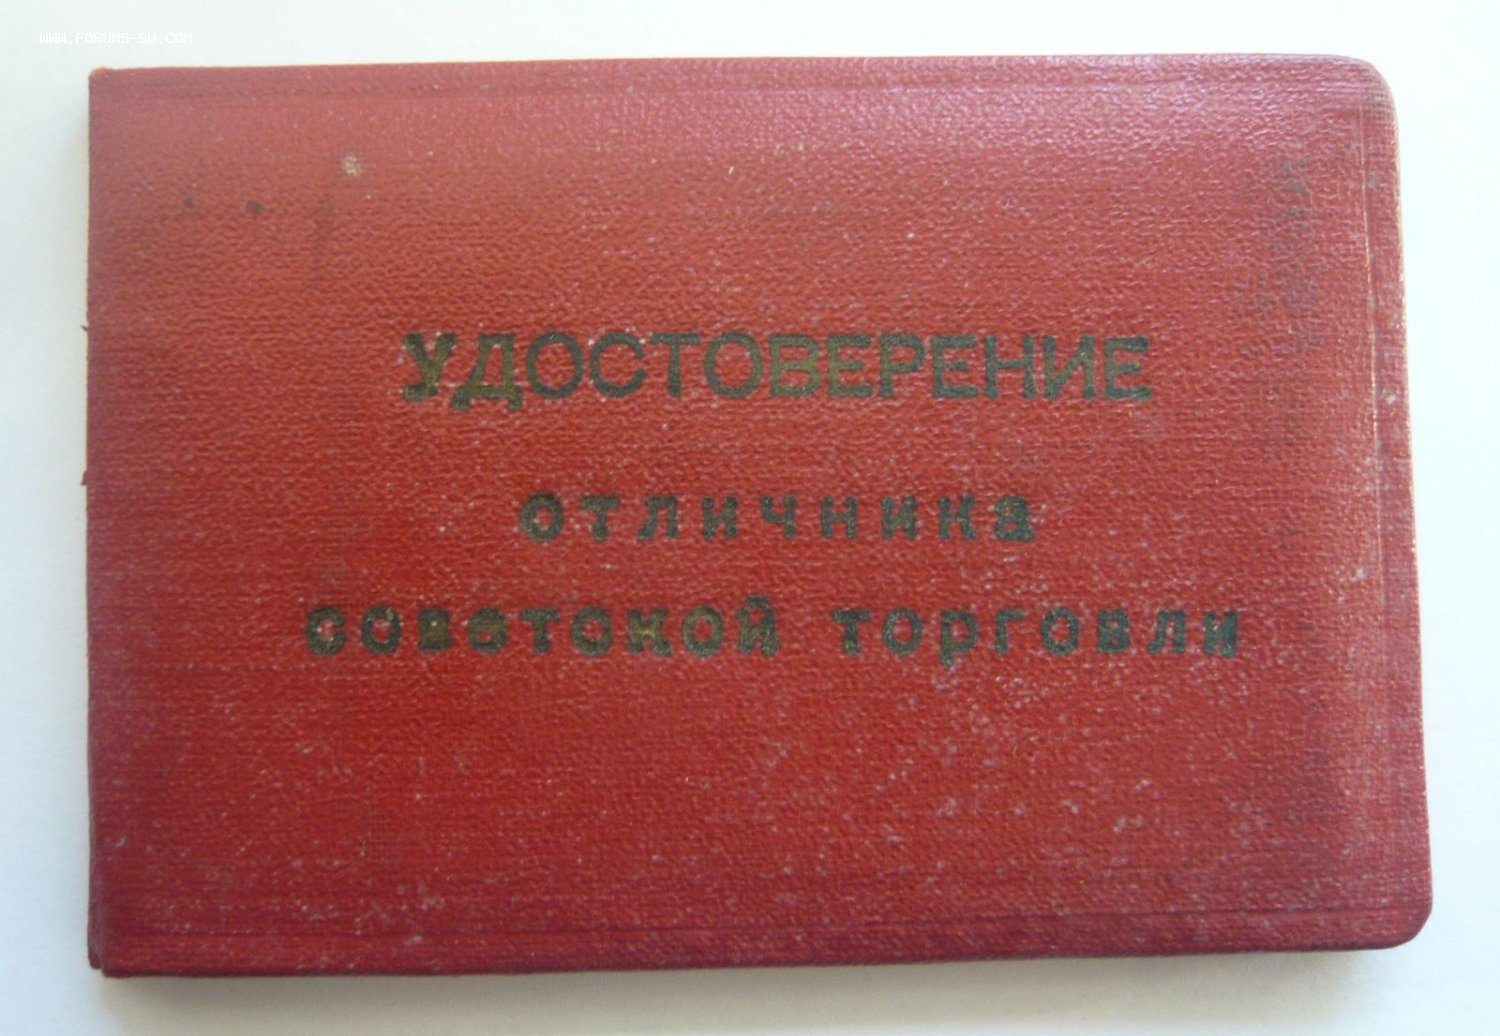 WWW.FORUMS-SU.COM
УДОСТОВЕРЕНИЕ
отличника
советской торговли